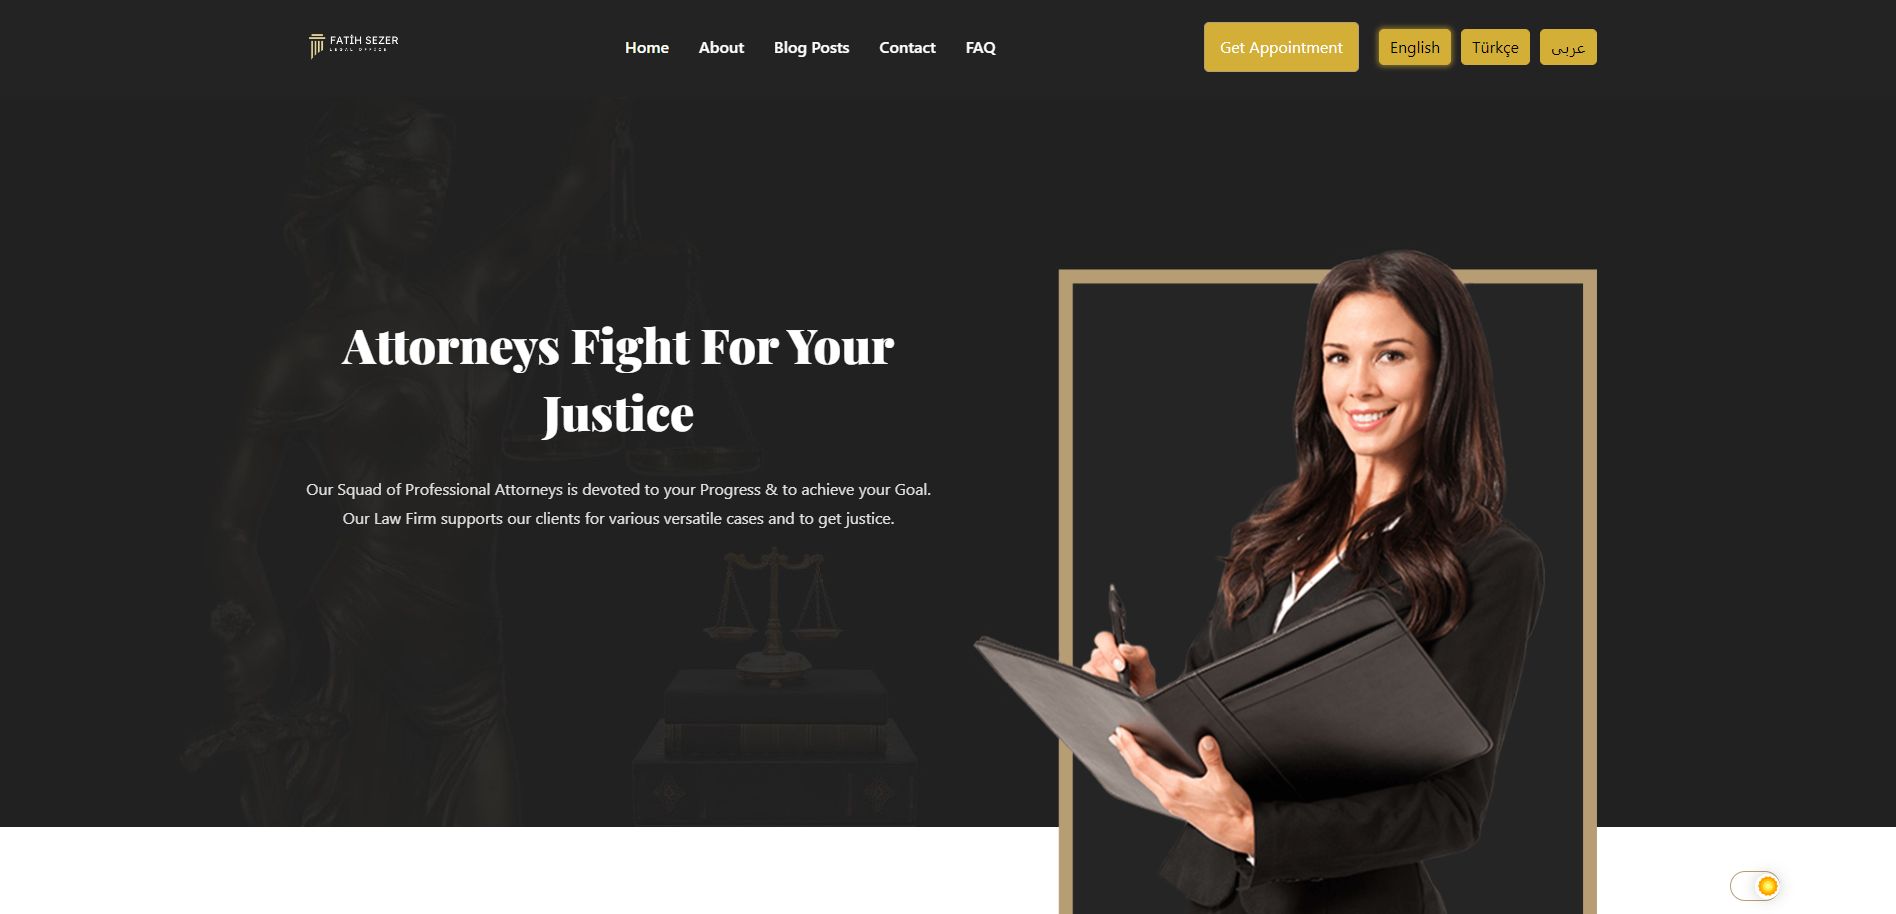 FATİH SEZER
LEGAL OFFICE
Home
About
Blog Posts
Contact
FAQ
Get Appointment
English
Türkçe
عربى
Attorneys Fight For Your
Justice
Our Squad of Professional Attorneys is devoted to your Progress & to achieve your Goal.
Our Law Firm supports our clients for various versatile cases and to get justice.